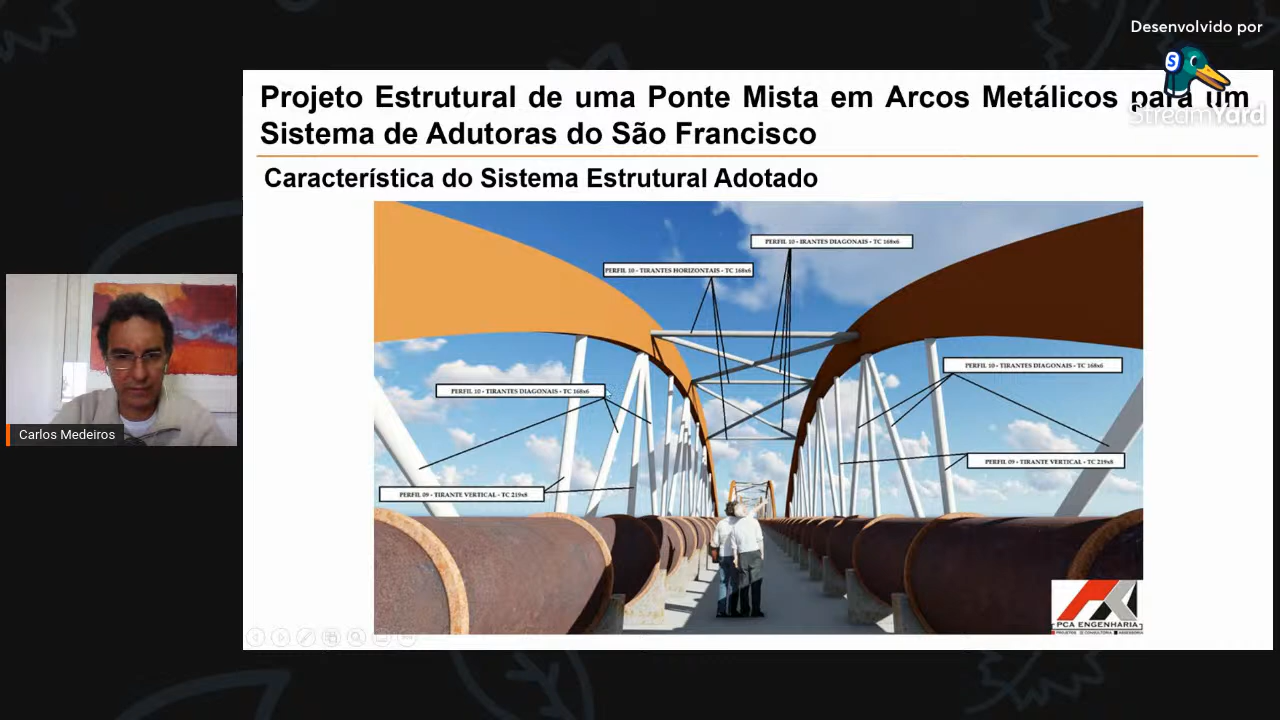 Desenvolvido por
StreamYard
Projeto Estrutural de uma Ponte Mista em Arcos Metálicos para um
Sistema de Adutoras do São Francisco
Característica do Sistema Estrutural Adotado
PERFIL 10 - IRANTES DIAGONAIS - TC 168x6
PERFIL 10 - TIRANTES HORIZONTAIS - TC 168x6
PERFIL 10 - TIRANTES DIAGONAIS - TC 168x6
PERFIL 10 - TIRANTES DIAGONAIS - TC 168x6
PERFIL 09 - TIRANTE VERTICAL - TC 219x8
PERFIL 09 - TIRANTE VERTICAL - TC 219x8
Carlos Medeiros
PCA ENGENHARIA
PROJETOS CONSULTORIA ASSESSORIA